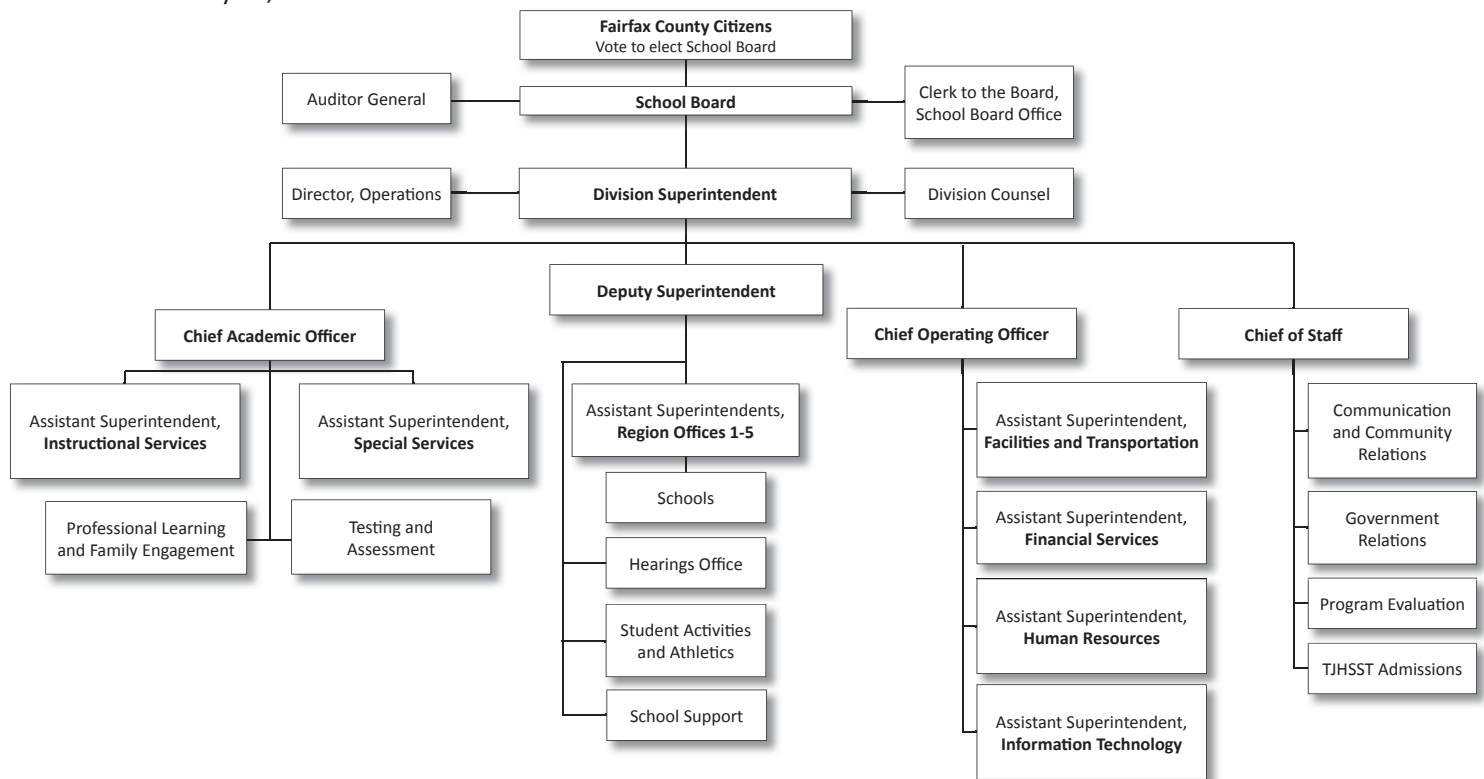 Fairfax County Citizens
Vote to elect School Board
Auditor General
School Board
Clerk to the Board,
School Board Office
Director, Operations
Division Superintendent
Division Counsel
Deputy Superintendent
Chief Academic Officer
Chief Operating Officer
Chief of Staff
Assistant Superintendent,
Instructional Services
Assistant Superintendent,
Special Services
Professional Learning
and Family Engagement
Testing and
Assessment
Assistant Superintendents,
Region Offices 1-5
Schools
Hearings Office
Student Activities
and Athletics
School Support
Assistant Superintendent,
Facilities and Transportation
Assistant Superintendent,
Financial Services
Assistant Superintendent,
Human Resources
Assistant Superintendent,
Information Technology
Communication
and Community
Relations
Government
Relations
Program Evaluation
TJHSST Admissions